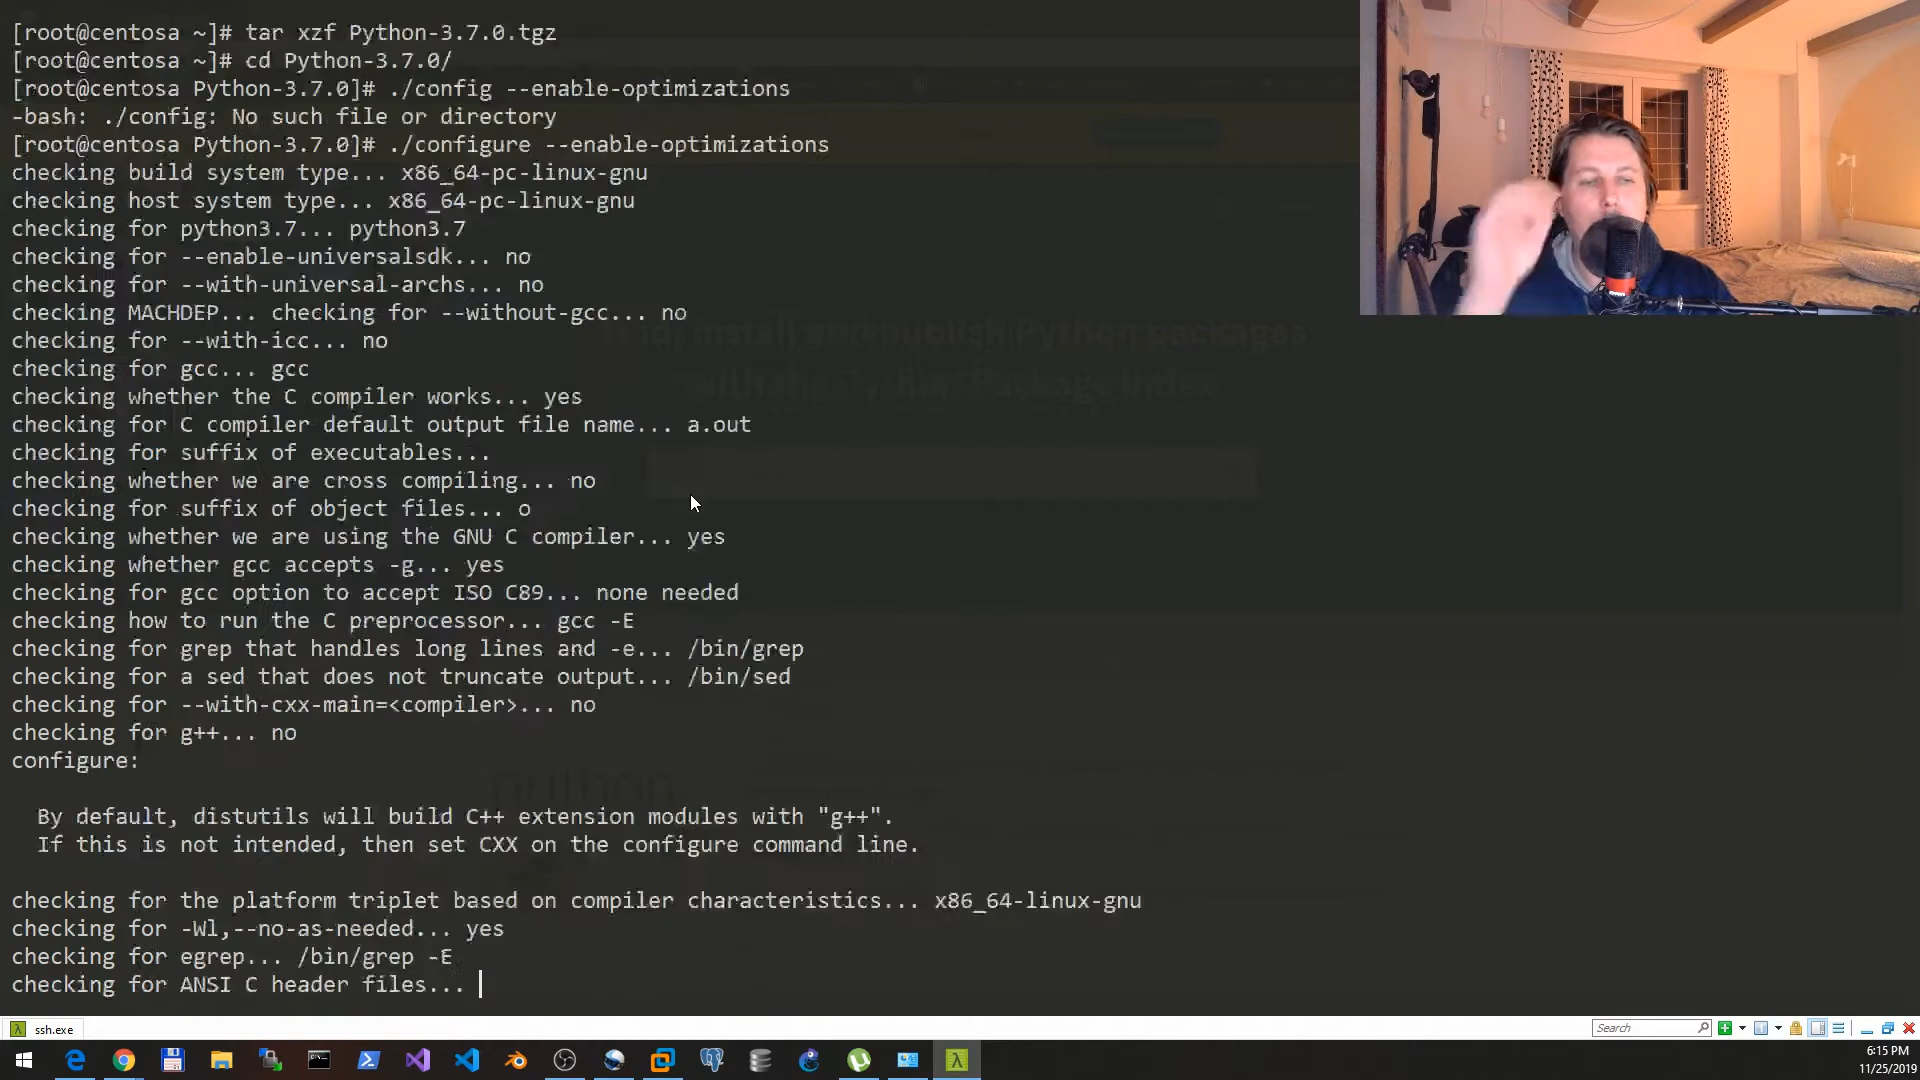 [root@centosa ~]# tar xzf Python-3.7.0.tgz
[root@centosa ~]# cd Python-3.7.0/
[root@centosa Python-3.7.0]# ./config --enable-optimizations
-bash: ./config: No such file or directory
[root@centosa Python-3.7.0]# ./configure --enable-optimizations
checking build system type... x86_64-pc-linux-gnu
checking host system type... x86_64-pc-linux-gnu
checking for python3.7... python3.7
checking for --enable-universalsdk... no
checking for --with-universal-archs... no
checking MACHDEP... checking for --without-gcc... no
checking for --with-icc... no
checking for gcc... gcc
checking whether the C compiler works... yes
checking for C compiler default output file name... a.out
checking for suffix of executables...
checking whether we are cross compiling... no
checking for suffix of object files... o
checking whether we are using the GNU C compiler... yes
checking whether gcc accepts -g... yes
checking for gcc option to accept ISO C89... none needed
checking how to run the C preprocessor... gcc -E
checking for grep that handles long lines and -e... /bin/grep
checking for a sed that does not truncate output... /bin/sed
checking for --with-cxx-main=<compiler>... no
checking for g++... no
configure:
By default, distutils will build C++ extension modules with "g++".
If this is not intended, then set CXX on the configure command line.
checking for the platform triplet based on compiler characteristics... x86_64-linux-gnu
checking for -Wl,--no-as-needed... yes
checking for egrep... /bin/grep -E
checking for ANSI C header files...
ssh.exe
Search
6:15 PM
11/25/2019